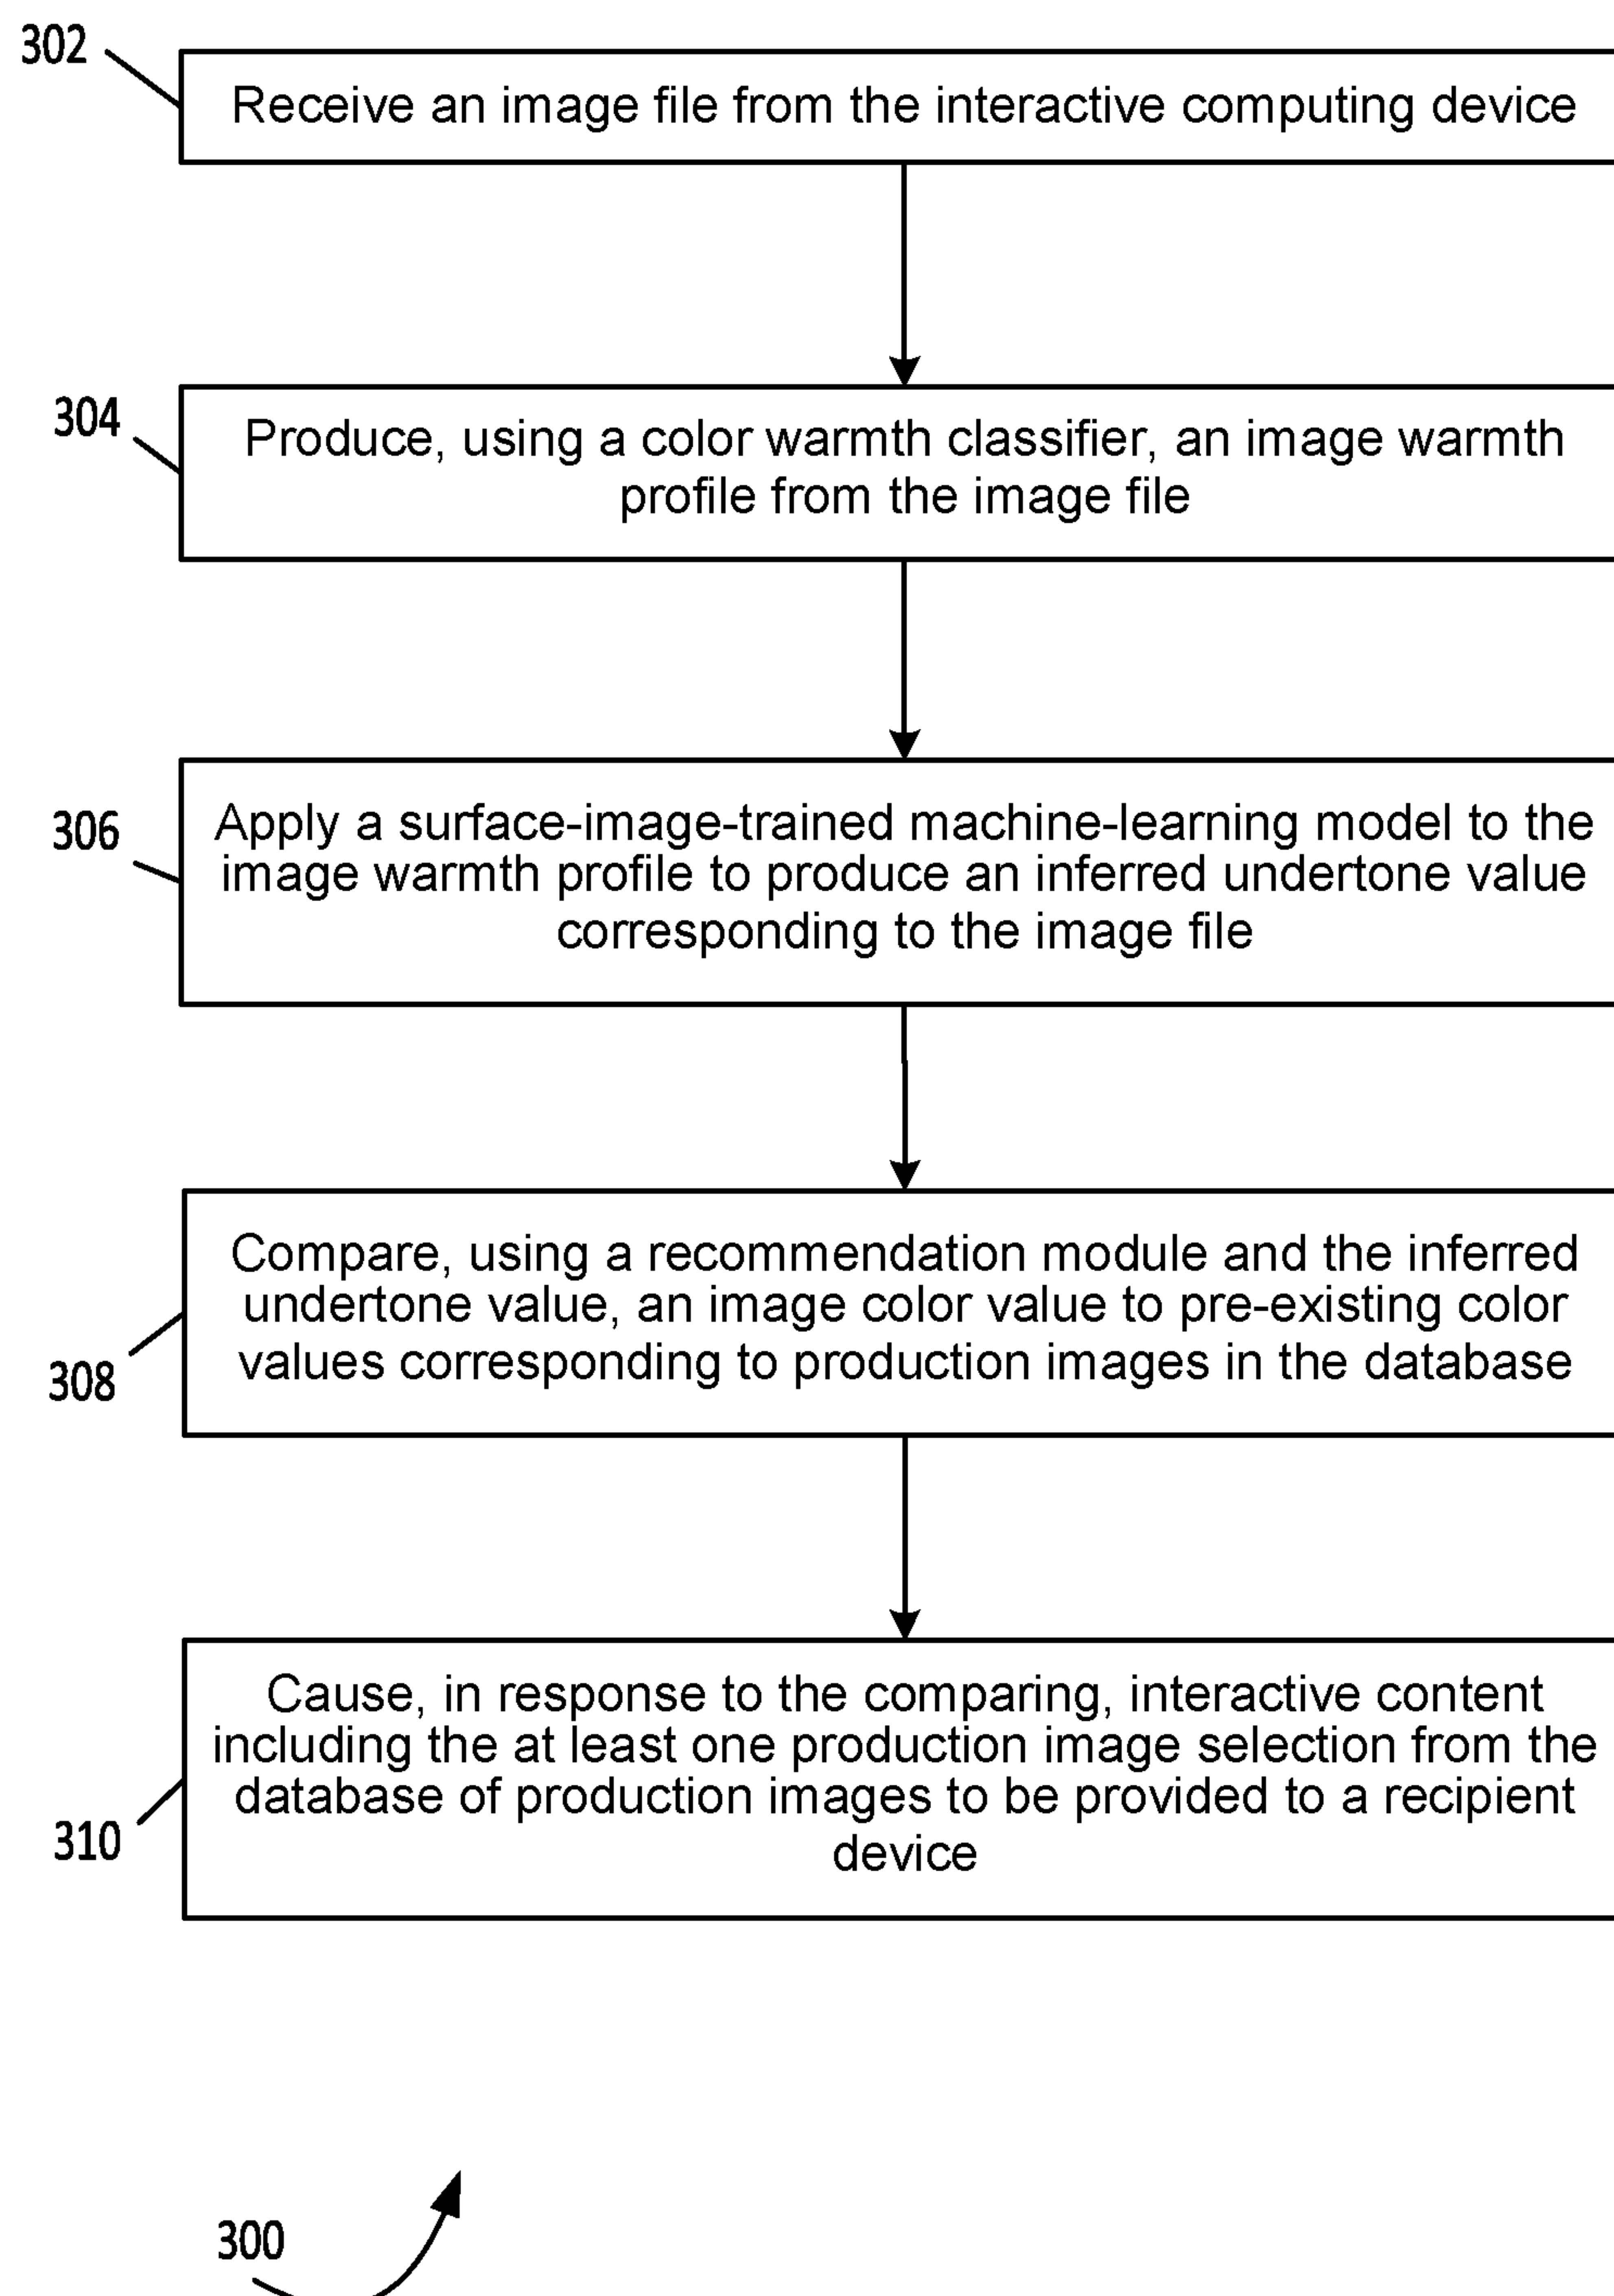 302
Receive an image file from the interactive computing device
304
Produce, using a color warmth classifier, an image warmth
profile from the image file
306
Apply a surface-image-trained machine-learning model to the
image warmth profile to produce an inferred undertone value
corresponding to the image file
308
Compare, using a recommendation module and the inferred
undertone value, an image color value to pre-existing color
values corresponding to production images in the database
310
Cause, in response to the comparing, interactive content
including the at least one production image selection from the
database of production images to be provided to a recipient
device
300